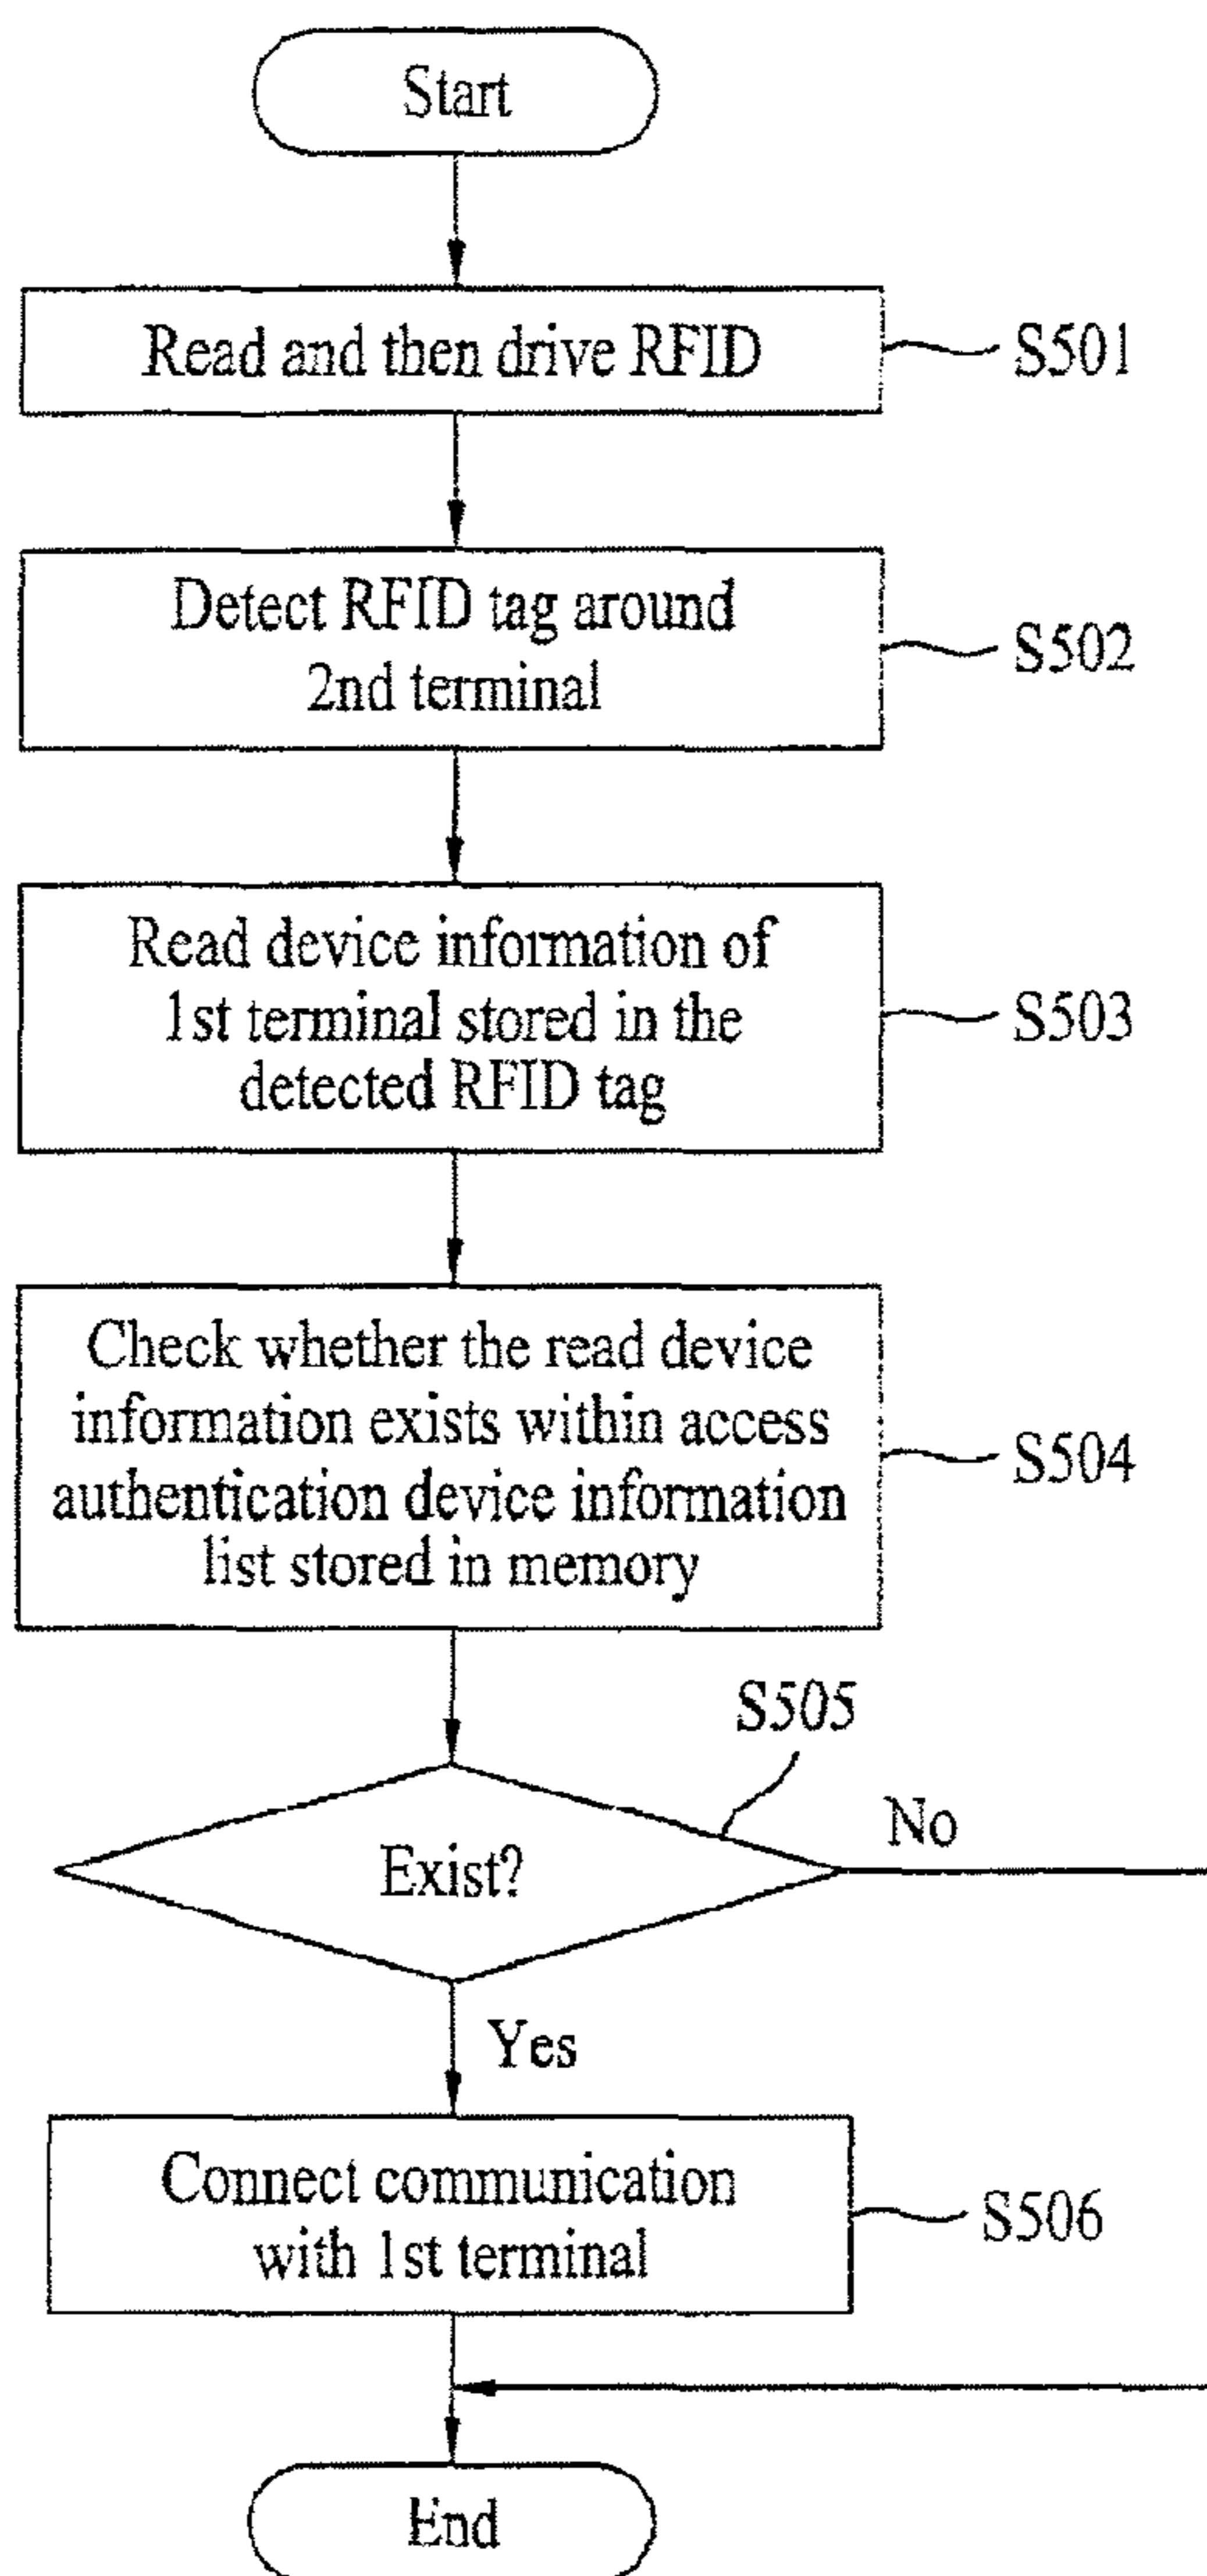 Start
Read and then drive RFID
S501
Detect RFID tag around
2nd terminal
S502
Read device information of
1st terminal stored in the
detected RFID tag
S503
Check whether the read device
information exists within access
authentication device information
list stored in memory
S504
S505
Exist?
No
Yes
Connect communication
with 1st terminal
S506
End